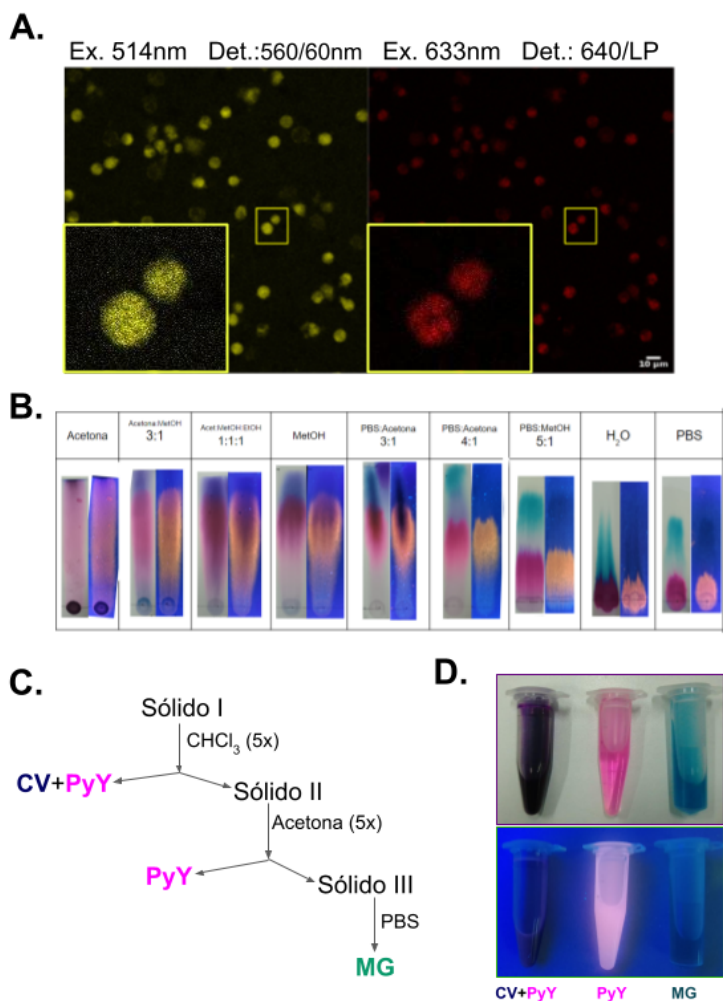 A.
Ex. 514nm Det.:560/60nm Ex. 633nm Det.: 640/LP
10 µm
B.
Acetona
Acetona:MetOH
3:1
Acet:MetOH:EtOH
1:1:1
MetOH
PBS:Acetona
3:1
PBS:Acetona
4:1
PBS:MetOH
5:1
H₂O
PBS
C.
Sólido I
CHCl₃ (5x)
CV+PyY
Sólido II
Acetona (5x)
PyY
Sólido III
PBS
MG
D.
CV+PyY PyY MG